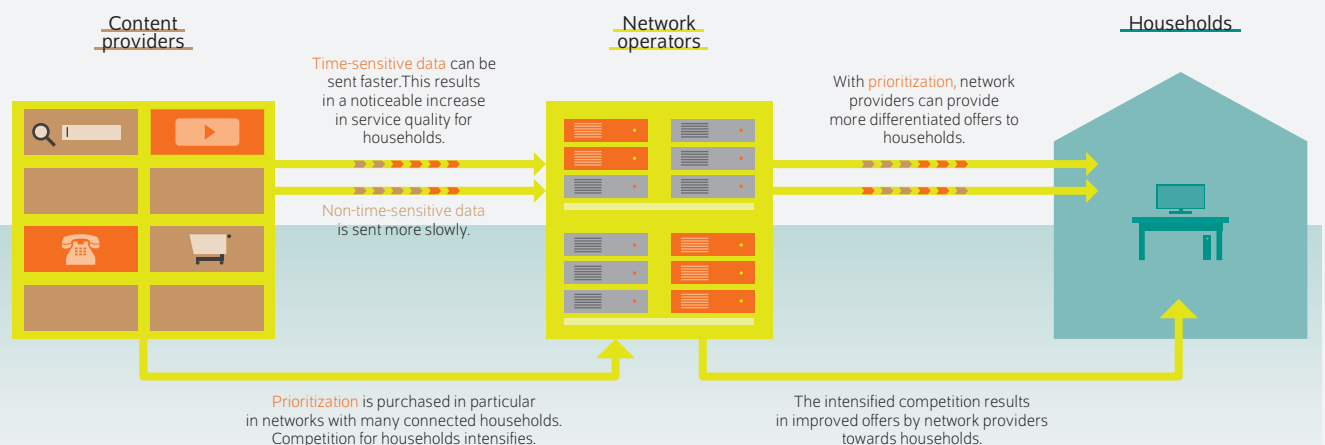 Content
providers
Network
operators
Households
Time-sensitive data can be
sent faster.This results
in a noticeable increase
in service quality for
households.
With prioritization, network
providers can provide
more differentiated offers to
households.
Non-time-sensitive data
is sent more slowly.
Prioritization is purchased in particular
in networks with many connected households.
Competition for households intensifies.
The intensified competition results
in improved offers by network providers
towards households.